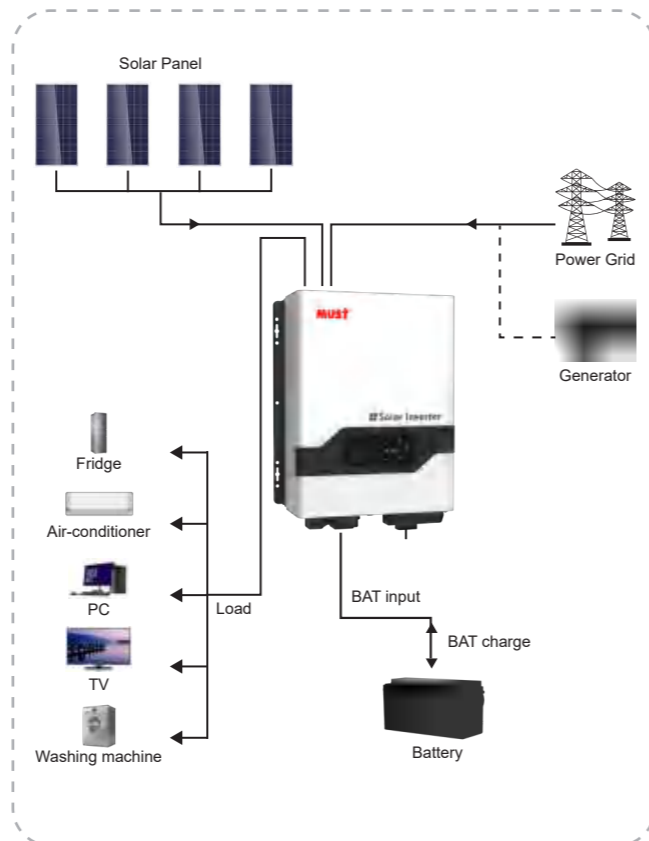 Solar Panel
Power Grid
MUST
Generator
Solar Inverter
Fridge
Air-conditioner
PC
Load
BAT input
BAT charge
TV
Washing machine
Battery